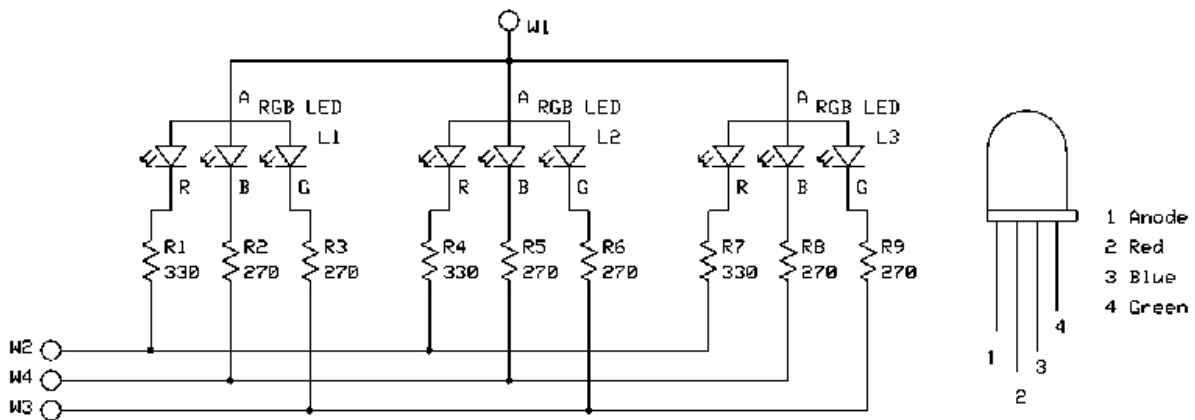 W1
A RGB LED
L1
R B G
A RGB LED
L2
R B G
A RGB LED
L3
R B G
R1 330
R2 270
R3 270
R4 330
R5 270
R6 270
R7 330
R8 270
R9 270
W2
W4
W3
1 Anode
2 Red
3 Blue
4 Green
1
2
3
4